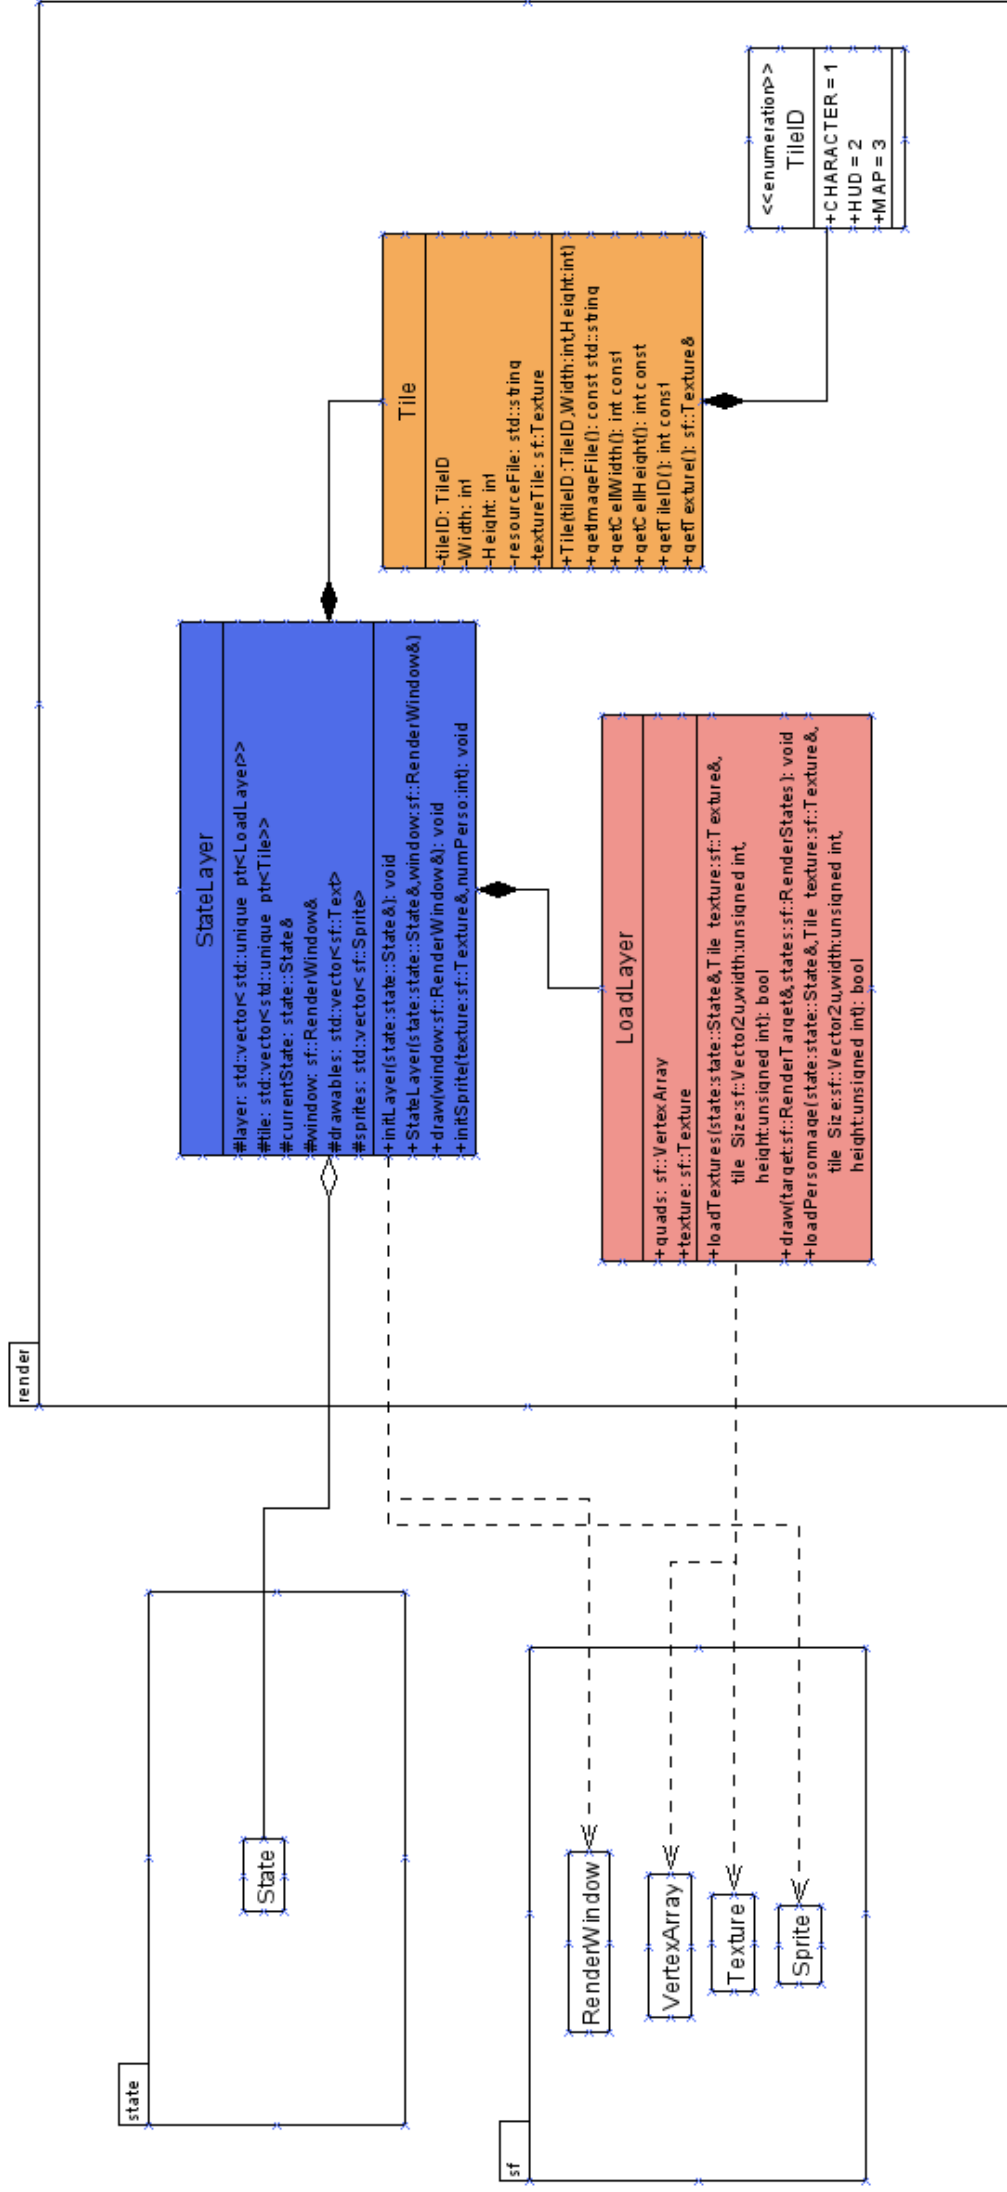 render
state
State
sf
RenderWindow
VertexArray
Texture
Sprite
StateLayer
#layer: std::vector<std::unique ptr<LoadLayer>>
#tile: std::vector<std::unique ptr<Tile>>
#currentState: state::State&
#window: sf::RenderWindow&
#drawables: std::vector<sf::Text>
#sprites: std::vector<sf::Sprite>
+initLayer(state:state::State&): void
+StateLayer(state:state::State&,window:sf::RenderWindow&)
+draw(window:sf::RenderWindow&): void
+initSprite(texture:sf::Texture&,numPerso:int): void
LoadLayer
+quads: sf::VertexArray
+texture: sf::Texture
+loadTextures(state:state::State&,Tile texture:sf::Texture&,
tile Size:sf::Vector2u,width:unsigned int,
height:unsigned int): bool
+draw(target:sf::RenderTarget&,states:sf::RenderStates): void
+loadPersonnage(state:state::State&,Tile texture:sf::Texture&,
tile Size:sf::Vector2u,width:unsigned int,
height:unsigned int): bool
Tile
-tileID: TileID
-Width: int
-Height: int
-resourceFile: std::string
-textureTile: sf::Texture
+Tile(tileID:TileID,Width:int,Height:int)
+getImageFile(): const std::string
+getCellWidth(): int const
+getCellHeight(): int const
+getTileID(): int const
+getTexture(): sf::Texture&
<<enumeration>>
TileID
+CHARACTER = 1
+HUD = 2
+MAP = 3